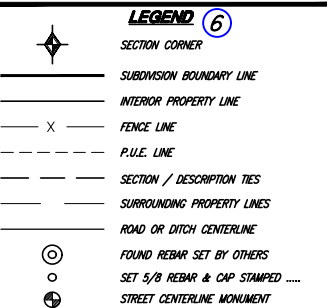 LEGEND 6
SECTION CORNER
SUBDIVISION BOUNDARY LINE
INTERIOR PROPERTY LINE
X FENCE LINE
P.U.E. LINE
SECTION / DESCRIPTION TIES
SURROUNDING PROPERTY LINES
ROAD OR DITCH CENTERLINE
FOUND REBAR SET BY OTHERS
SET 5/8 REBAR & CAP STAMPED .....
STREET CENTERLINE MONUMENT